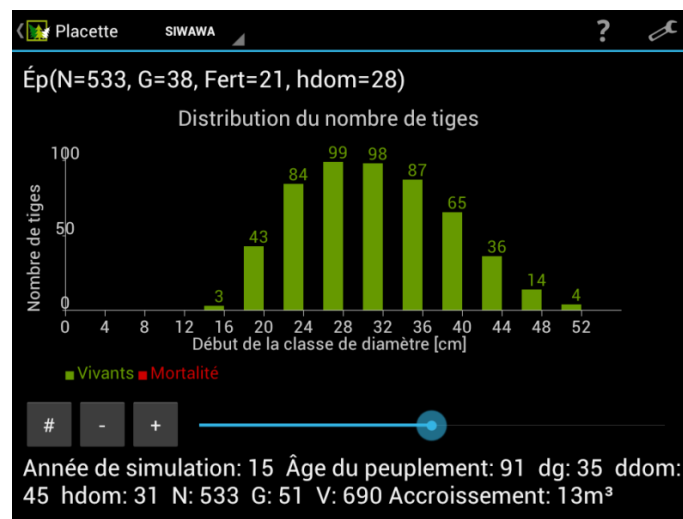 Placette SIWAWA ?
Ép(N=533, G=38, Fert=21, hdom=28)
Distribution du nombre de tiges
Nombre de tiges
100
50
0
3 43 84 99 98 87 65 36 14 4
0 4 8 12 16 20 24 28 32 36 40 44 48 52
Début de la classe de diamètre [cm]
Vivants Mortalité
# - +
Année de simulation: 15 Âge du peuplement: 91 dg: 35 ddom:
45 hdom: 31 N: 533 G: 51 V: 690 Accroissement: 13m³